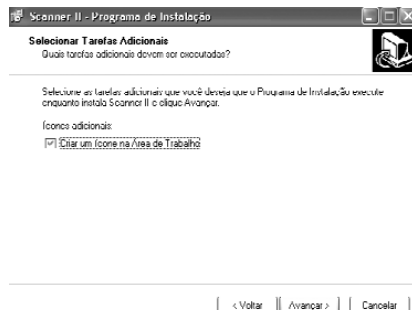 Scanner II - Programa de Instalação
Selecionar Tarefas Adicionais
Quais tarefas adicionais devem ser executadas?
Selecione as tarefas adicionais que você deseja que o Programa de Instalação execute
enquanto instala Scanner II e clique Avançar.
Ícones adicionais:
Criar um Ícone na Área de Trabalho
< Voltar
Avançar >
Cancelar